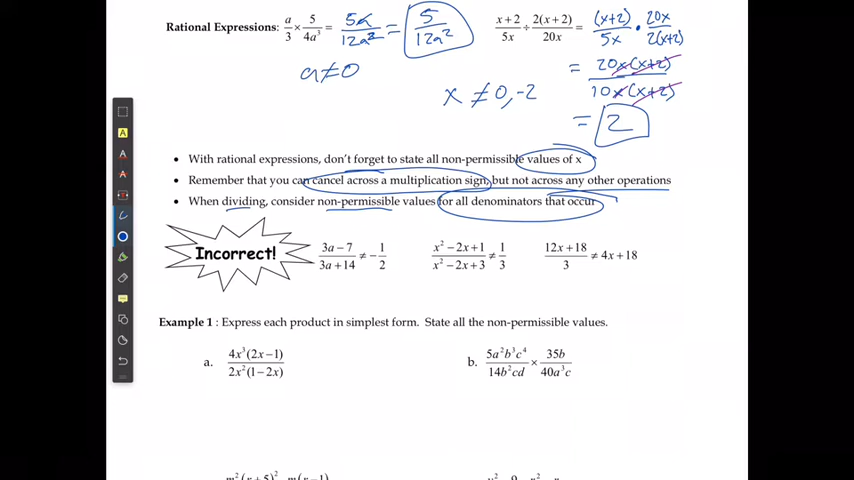 Rational Expressions: a/3 × 5/(4a³) = 5a/12a² = 5/12a²
(x+2)/5x ÷ 2(x+2)/20x = (x+2)/5x · 20x/2(x+2)
a≠0
= 20x(x+2)/10x(x+2)
x ≠ 0,-2
= 2
• With rational expressions, don't forget to state all non-permissible values of x
• Remember that you can cancel across a multiplication sign, but not across any other operations
• When dividing, consider non-permissible values for all denominators that occur
Incorrect! (3a−7)/(3a+14) ≠ −1/2 (x²−2x+1)/(x²−2x+3) ≠ 1/3 (12x+18)/3 ≠ 4x+18
Example 1 : Express each product in simplest form. State all the non-permissible values.
a. 4x³(2x−1)/2x²(1−2x)
b. 5a²b³c⁴/14b²cd × 35b/40a³c